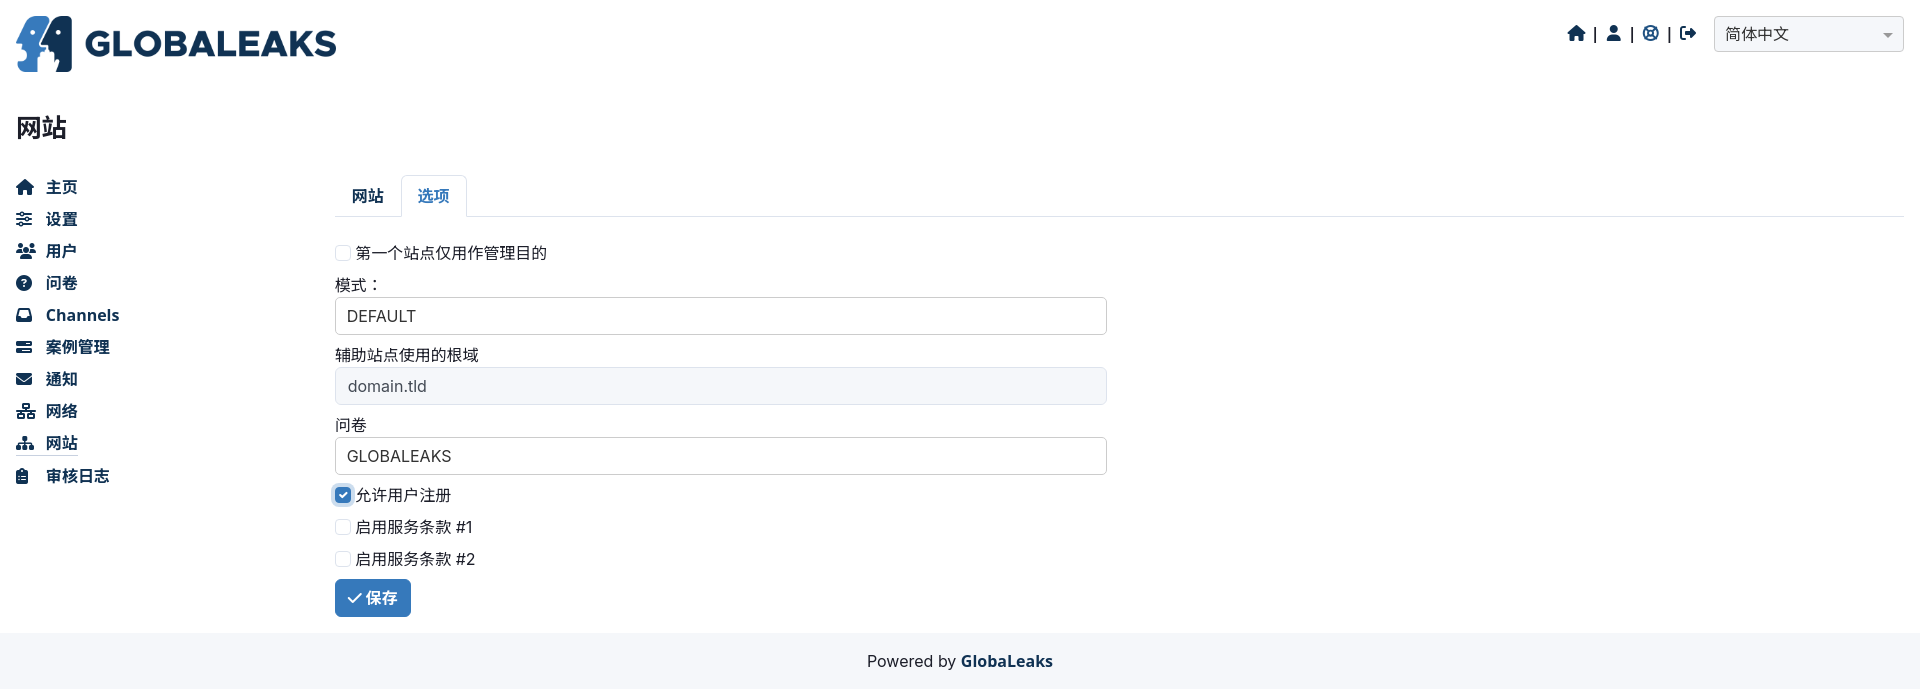 GLOBALEAKS
| | |
简体中文
网站
主页
设置
用户
问卷
Channels
案例管理
通知
网络
网站
审核日志
网站
选项
第一个站点仅用作管理目的
模式：
DEFAULT
辅助站点使用的根域
domain.tld
问卷
GLOBALEAKS
允许用户注册
启用服务条款 #1
启用服务条款 #2
保存
Powered by GlobaLeaks